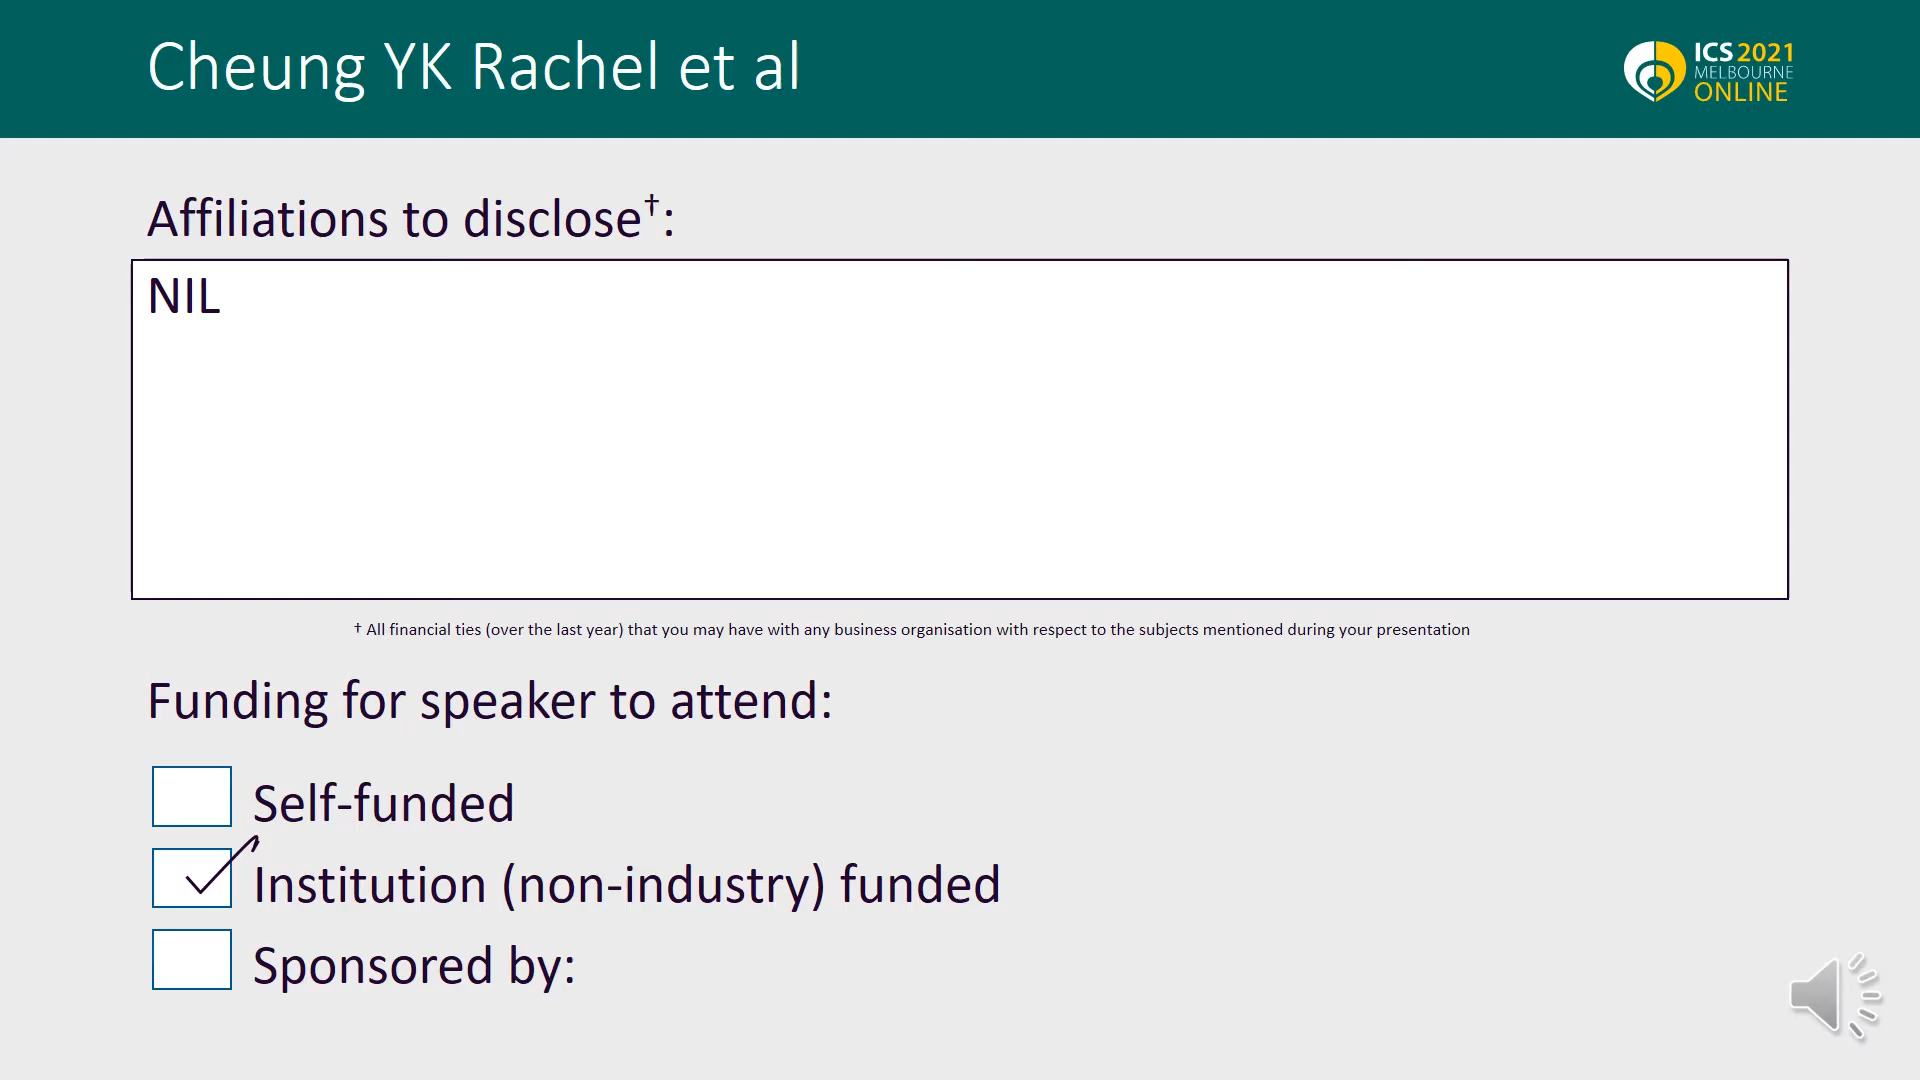 Cheung YK Rachel et al
ICS 2021
MELBOURNE
ONLINE
Affiliations to disclose†:
NIL
† All financial ties (over the last year) that you may have with any business organisation with respect to the subjects mentioned during your presentation
Funding for speaker to attend:
Self-funded
Institution (non-industry) funded
Sponsored by: